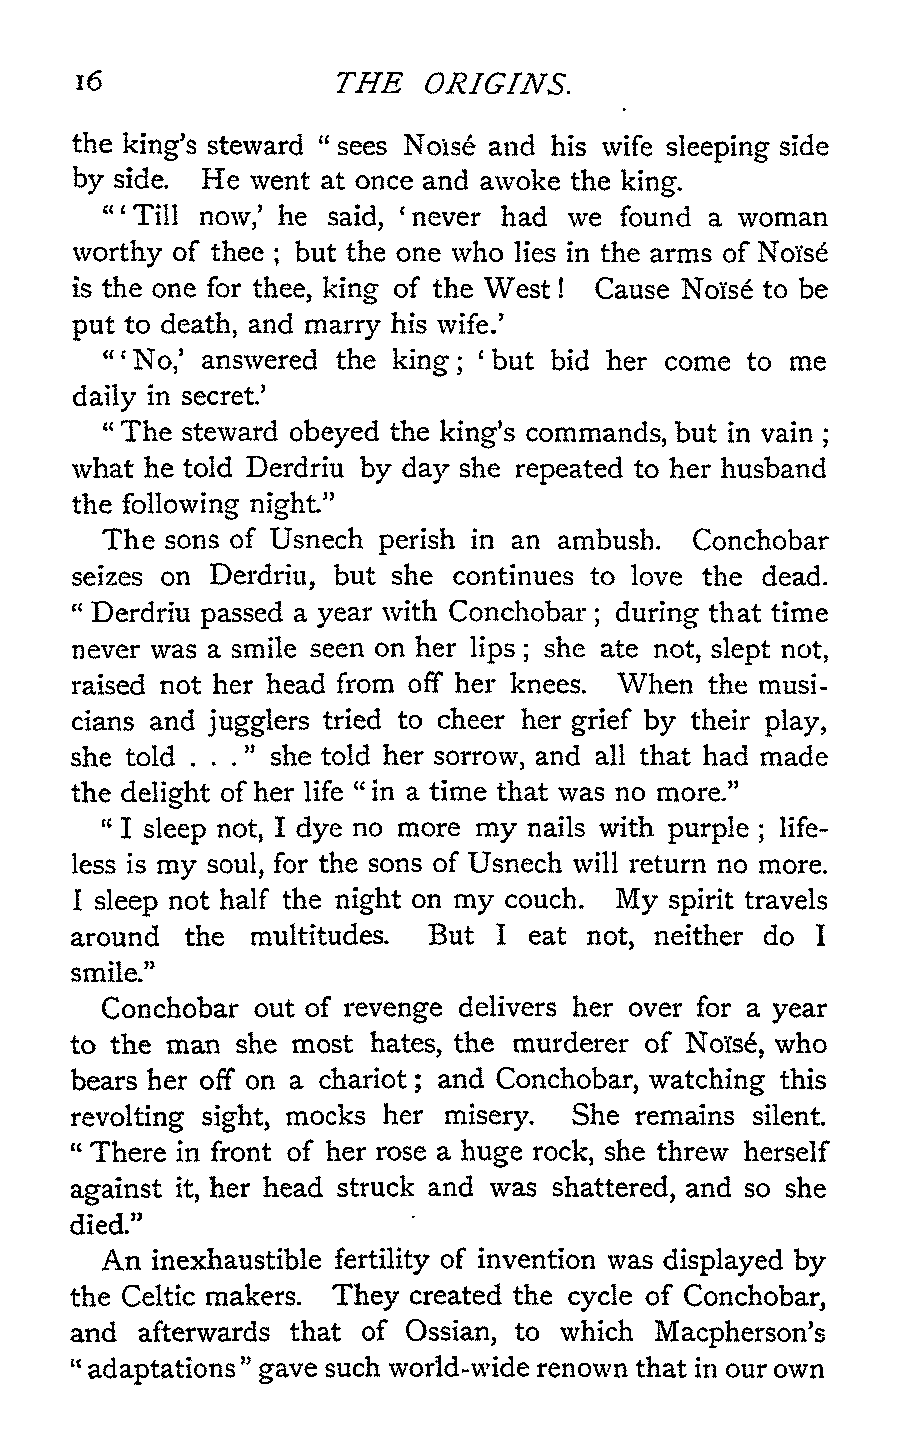 16 THE ORIGINS.
the king's steward “ sees Noïsé and his wife sleeping side
by side. He went at once and awoke the king.
“ ‘ Till now,’ he said, ‘ never had we found a woman
worthy of thee ; but the one who lies in the arms of Noïsé
is the one for thee, king of the West ! Cause Noïsé to be
put to death, and marry his wife.’
“ ‘ No,’ answered the king ; ‘ but bid her come to me
daily in secret.’
“ The steward obeyed the king's commands, but in vain ;
what he told Derdriu by day she repeated to her husband
the following night.”
The sons of Usnech perish in an ambush. Conchobar
seizes on Derdriu, but she continues to love the dead.
“ Derdriu passed a year with Conchobar ; during that time
never was a smile seen on her lips ; she ate not, slept not,
raised not her head from off her knees. When the musi-
cians and jugglers tried to cheer her grief by their play,
she told . . . ” she told her sorrow, and all that had made
the delight of her life “ in a time that was no more.”
“ I sleep not, I dye no more my nails with purple ; life-
less is my soul, for the sons of Usnech will return no more.
I sleep not half the night on my couch. My spirit travels
around the multitudes. But I eat not, neither do I
smile.”
Conchobar out of revenge delivers her over for a year
to the man she most hates, the murderer of Noïsé, who
bears her off on a chariot ; and Conchobar, watching this
revolting sight, mocks her misery. She remains silent.
“ There in front of her rose a huge rock, she threw herself
against it, her head struck and was shattered, and so she
died.”
An inexhaustible fertility of invention was displayed by
the Celtic makers. They created the cycle of Conchobar,
and afterwards that of Ossian, to which Macpherson's
“ adaptations ” gave such world-wide renown that in our own